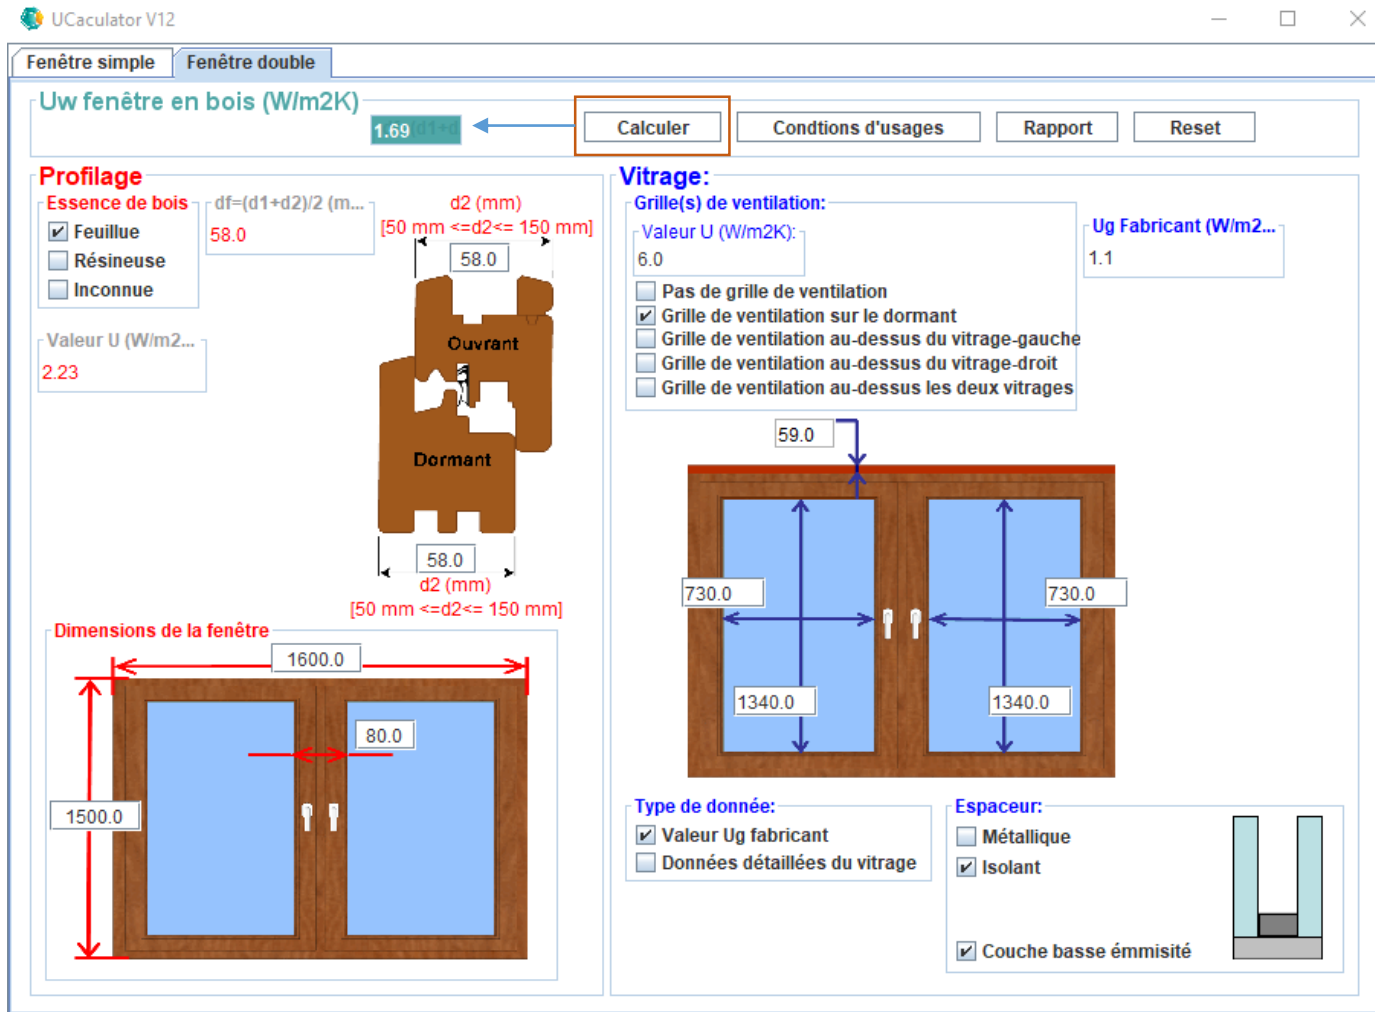 UCaculator V12
Fenêtre simple
Fenêtre double
Uw fenêtre en bois (W/m2K)
1.69(d1+d
Calculer
Condtions d'usages
Rapport
Reset
Profilage
Essence de bois
Feuillue
Résineuse
Inconnue
df=(d1+d2)/2 (m...
58.0
Valeur U (W/m2...
2.23
d2 (mm)
[50 mm <=d2<= 150 mm]
58.0
Ouvrant
Dormant
58.0
d2 (mm)
[50 mm <=d2<= 150 mm]
Dimensions de la fenêtre
1600.0
80.0
1500.0
Vitrage:
Grille(s) de ventilation:
Valeur U (W/m2K):
6.0
Pas de grille de ventilation
Grille de ventilation sur le dormant
Grille de ventilation au-dessus du vitrage-gauche
Grille de ventilation au-dessus du vitrage-droit
Grille de ventilation au-dessus les deux vitrages
Ug Fabricant (W/m2...
1.1
59.0
730.0
730.0
1340.0
1340.0
Type de donnée:
Valeur Ug fabricant
Données détaillées du vitrage
Espaceur:
Métallique
Isolant
Couche basse émmisité